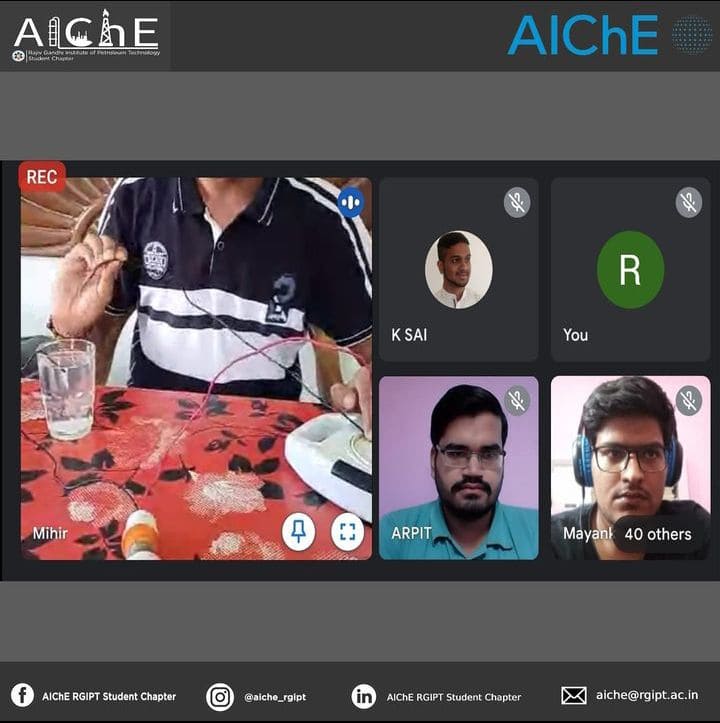 AIChE
Rajiv Gandhi Institute of Petroleum Technology
Student Chapter
AIChE
REC
K SAI
R
You
Mihir
ARPIT
Mayank
40 others
AIChE RGIPT Student Chapter
@aiche_rgipt
AIChE RGIPT Student Chapter
aiche@rgipt.ac.in